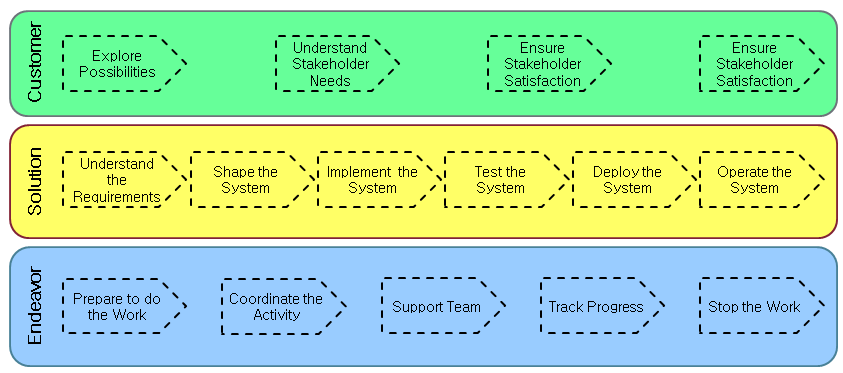 Customer
Explore
Possibilities
Understand
Stakeholder
Needs
Ensure
Stakeholder
Satisfaction
Ensure
Stakeholder
Satisfaction
Solution
Understand
the
Requirements
Shape the
System
Implement the
System
Test the
System
Deploy the
System
Operate the
System
Endeavor
Prepare to do
the Work
Coordinate the
Activity
Support Team
Track Progress
Stop the Work